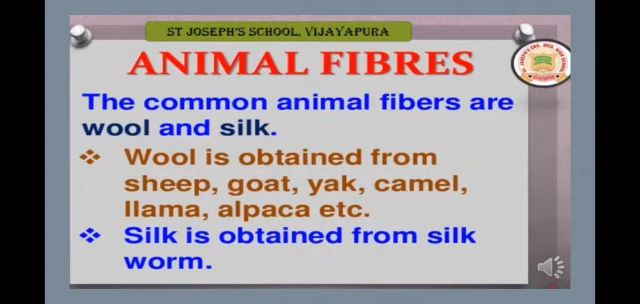 ST JOSEPH'S SCHOOL, VIJAYAPURA
ANIMAL FIBRES
The common animal fibers are
wool and silk.
❖ Wool is obtained from
sheep, goat, yak, camel,
llama, alpaca etc.
❖ Silk is obtained from silk
worm.